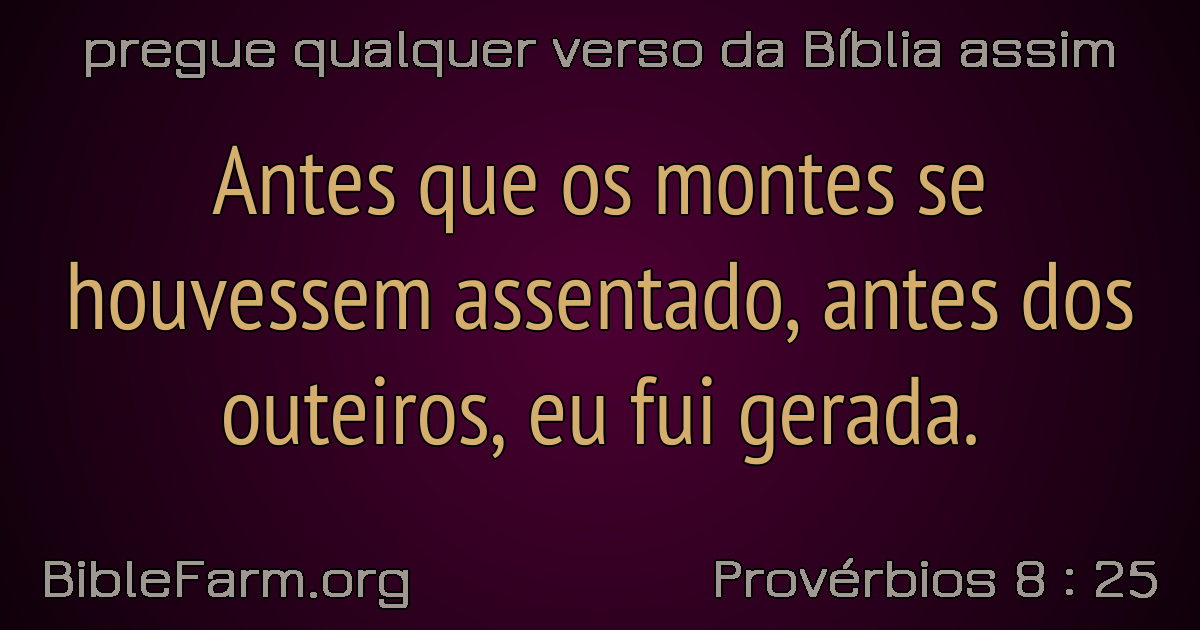 pregue qualquer verso da Bíblia assim
Antes que os montes se
houvessem assentado, antes dos
outeiros, eu fui gerada.
BibleFarm.org
Provérbios 8 : 25